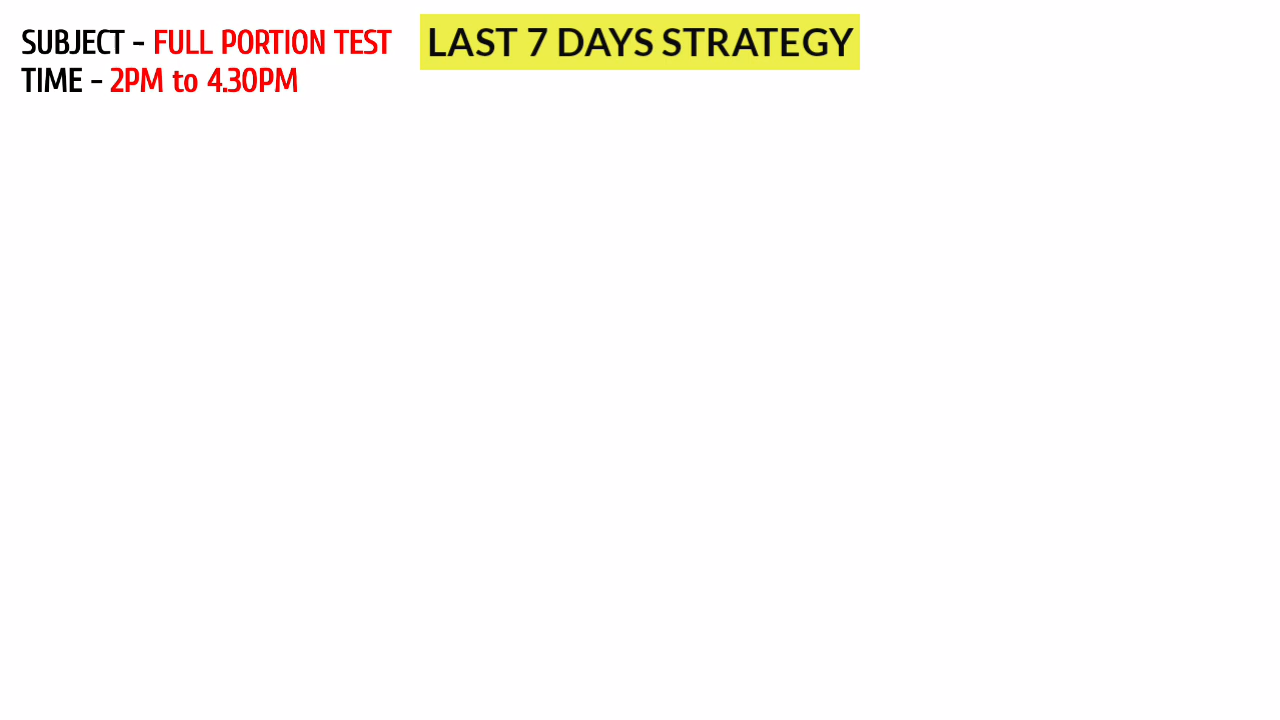 LAST 7 DAYS STRATEGY
SUBJECT - FULL PORTION TEST
TIME - 2PM to 4.30PM